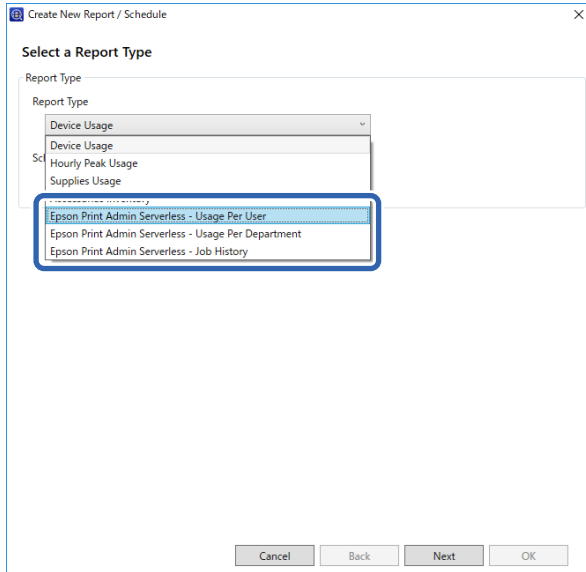 Create New Report / Schedule
Select a Report Type
Report Type
Report Type
Device Usage
Device Usage
Hourly Peak Usage
Supplies Usage
Epson Print Admin Serverless - Usage Per User
Epson Print Admin Serverless - Usage Per Department
Epson Print Admin Serverless - Job History
Cancel Back Next OK